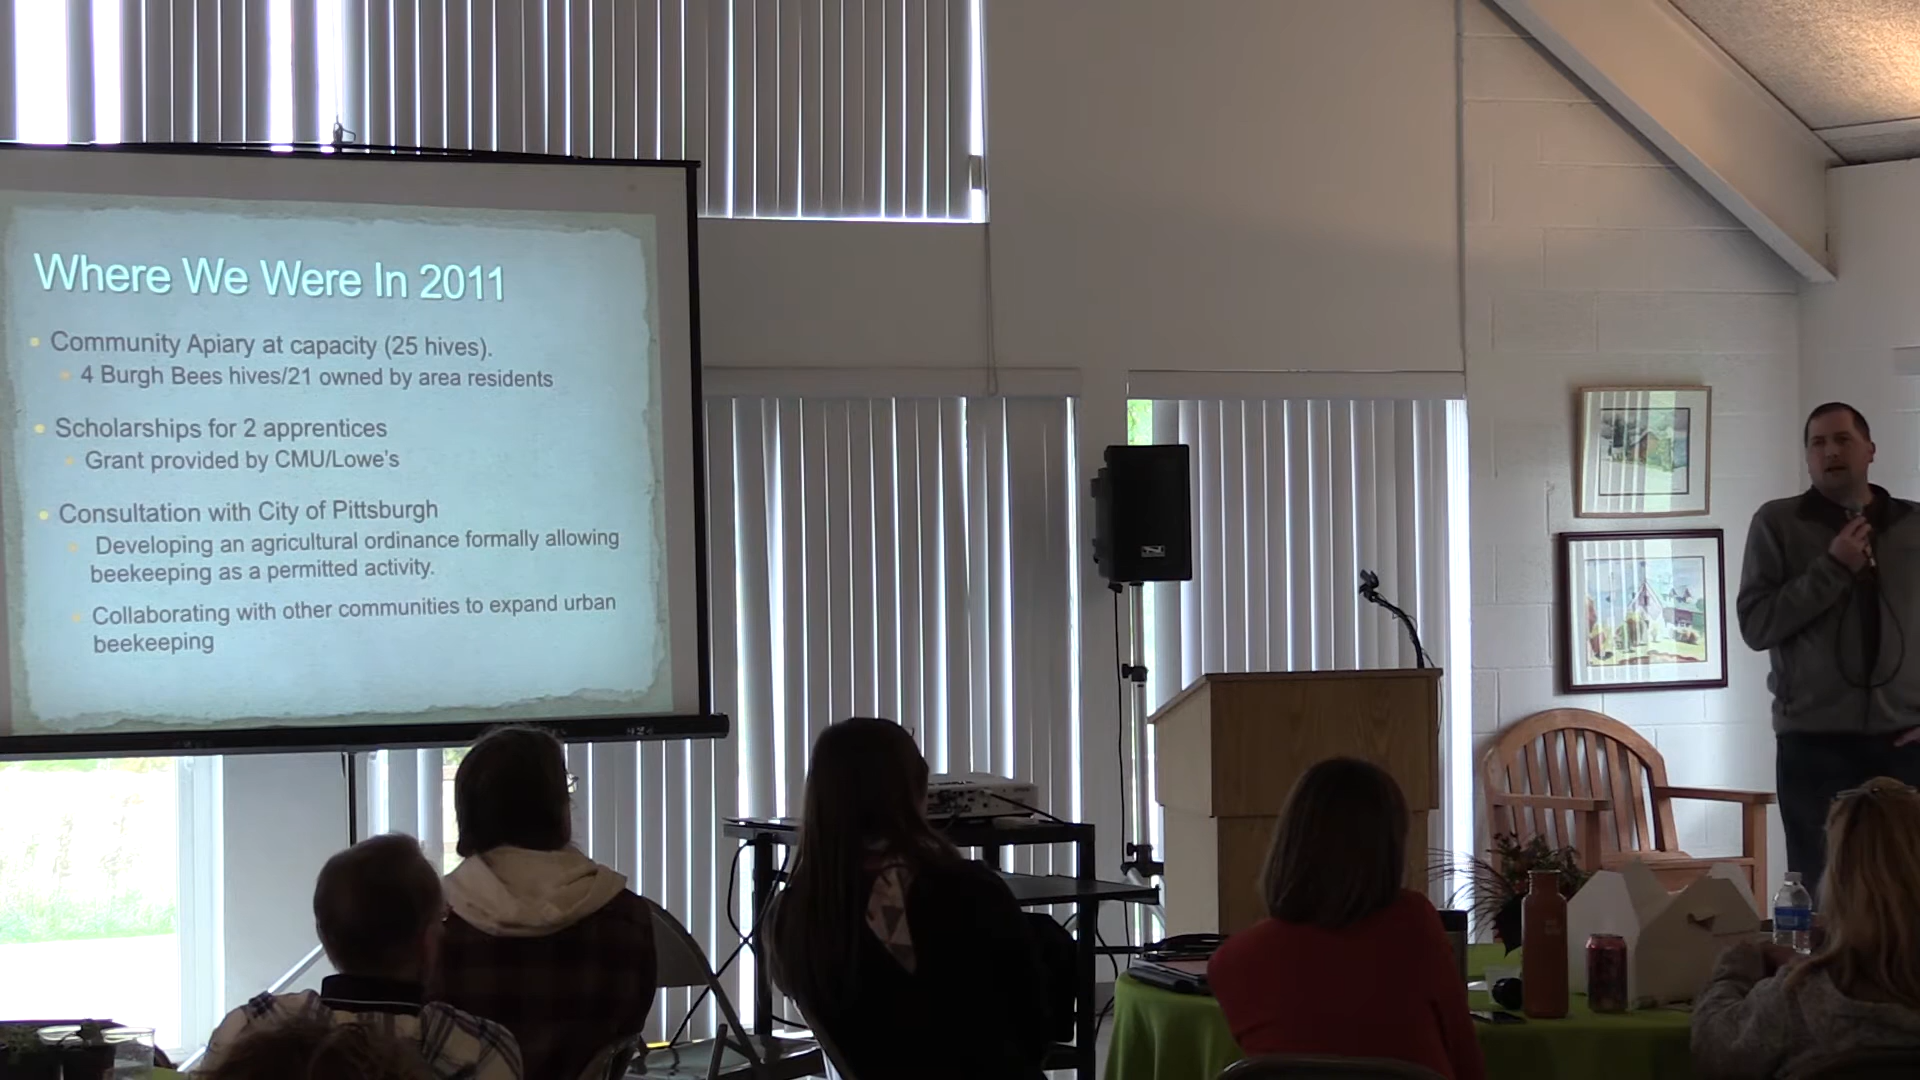 Where We Were In 2011
Community Apiary at capacity (25 hives).
4 Burgh Bees hives/21 owned by area residents
Scholarships for 2 apprentices
Grant provided by CMU/Lowe's
Consultation with City of Pittsburgh
Developing an agricultural ordinance formally allowing
beekeeping as a permitted activity.
Collaborating with other communities to expand urban
beekeeping